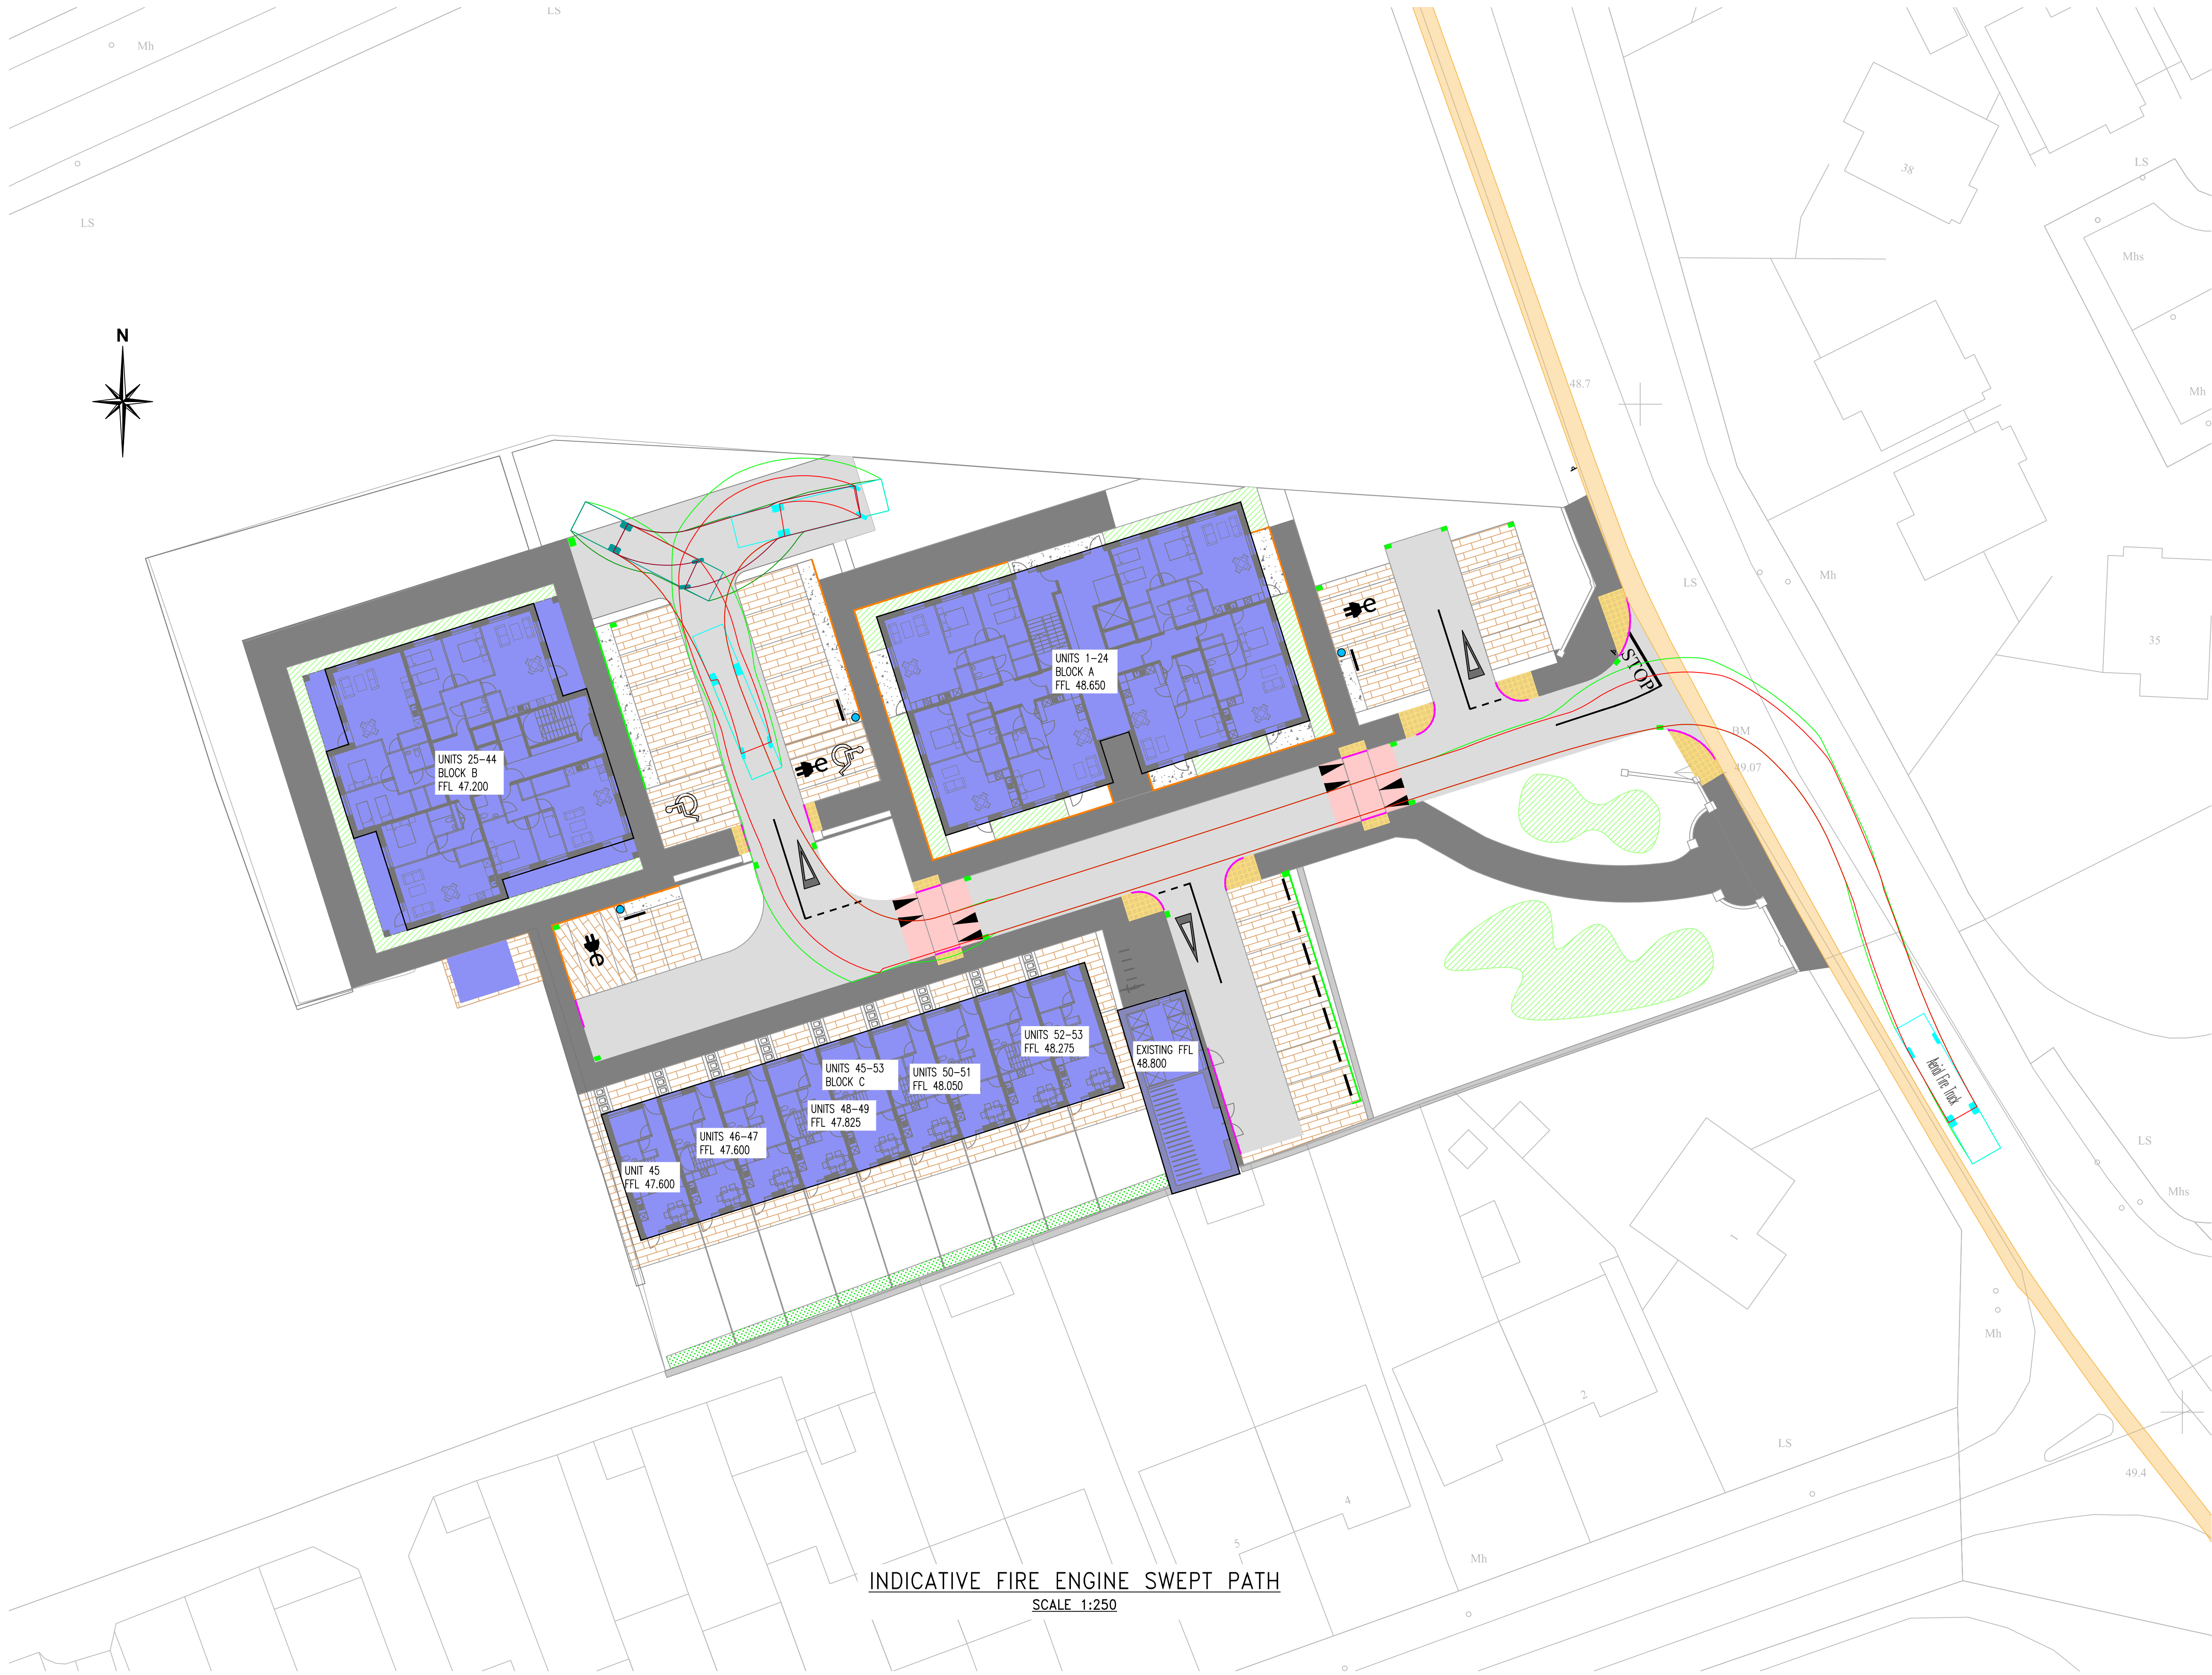 LS
Mh
38
LS
LS
Mhs
N
48.7
Mh
LS
Mh
35
UNITS 1-24
BLOCK A
FFL 48.650
STOP
BM
49.07
UNITS 25-44
BLOCK B
FFL 47.200
e
e
e
UNITS 52-53
FFL 48.275
EXISTING FFL
48.800
UNITS 45-53
BLOCK C
UNITS 50-51
FFL 48.050
UNITS 48-49
FFL 47.825
UNITS 46-47
FFL 47.600
UNIT 45
FFL 47.600
Aerial Fire Truck
LS
Mhs
1
Mh
2
LS
49.4
4
5
Mh
INDICATIVE FIRE ENGINE SWEPT PATH
SCALE 1:250